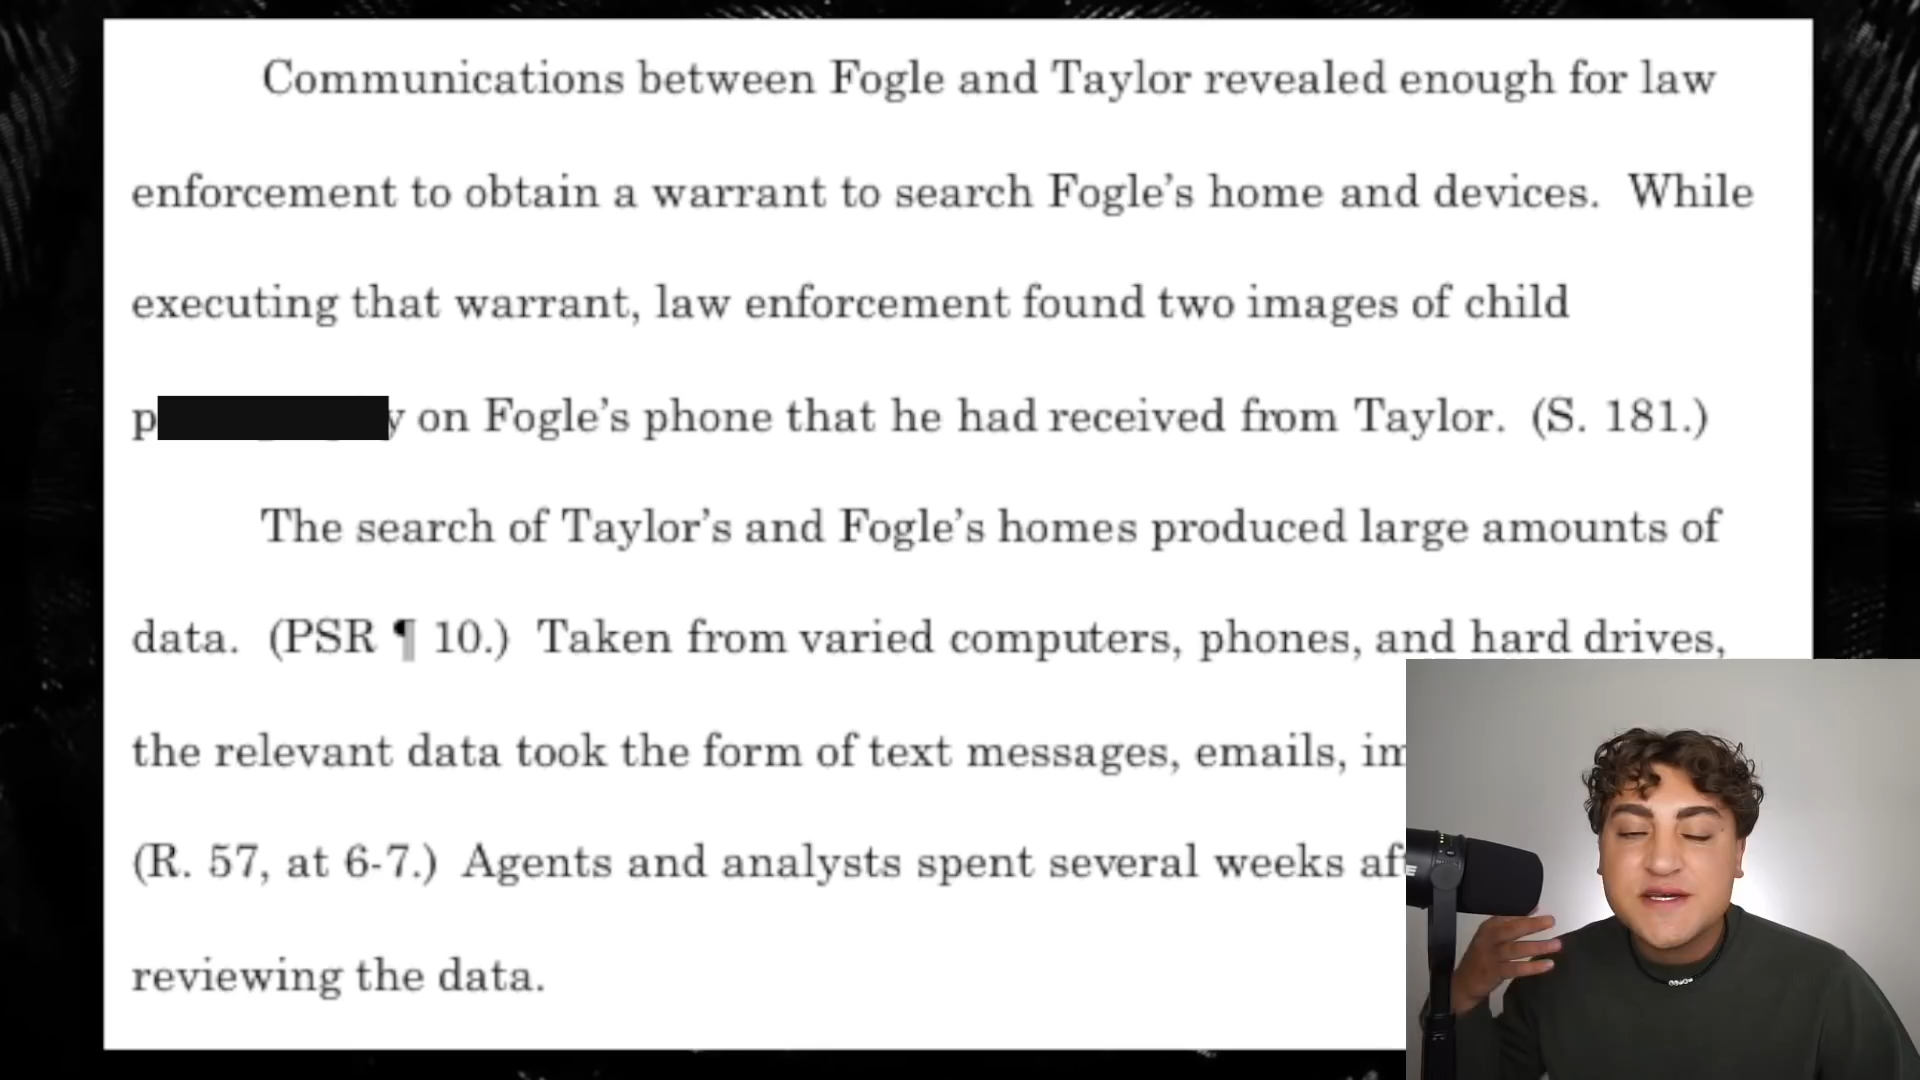 Communications between Fogle and Taylor revealed enough for law
enforcement to obtain a warrant to search Fogle’s home and devices. While
executing that warrant, law enforcement found two images of child
p y on Fogle’s phone that he had received from Taylor. (S. 181.)
The search of Taylor’s and Fogle’s homes produced large amounts of
data. (PSR ¶ 10.) Taken from varied computers, phones, and hard drives,
the relevant data took the form of text messages, emails, im
(R. 57, at 6-7.) Agents and analysts spent several weeks af
reviewing the data.